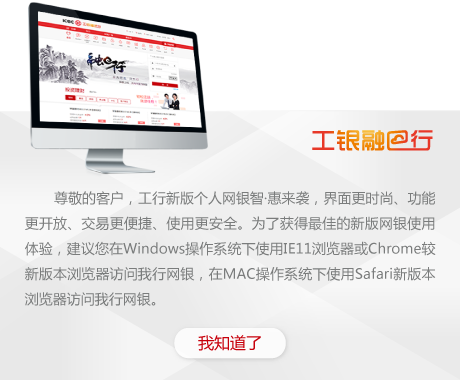 融e行
工银融e行
尊敬的客户，工行新版个人网银智·惠来袭，界面更时尚、功能
更开放、交易更便捷、使用更安全。为了获得最佳的新版网银使用
体验，建议您在Windows操作系统下使用IE11浏览器或Chrome较
新版本浏览器访问我行网银，在MAC操作系统下使用Safari新版本
浏览器访问我行网银。
我知道了